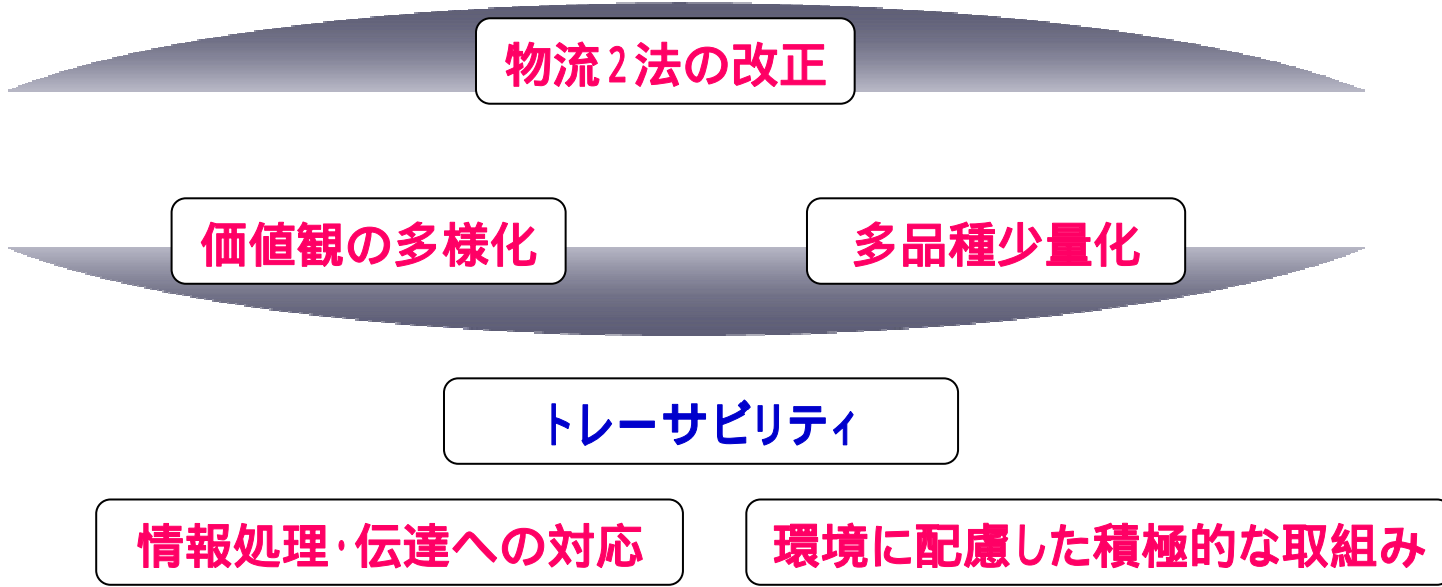 物流2法の改正
価値観の多様化
多品種少量化
トレーサビリティ
情報処理・伝達への対応
環境に配慮した積極的な取組み